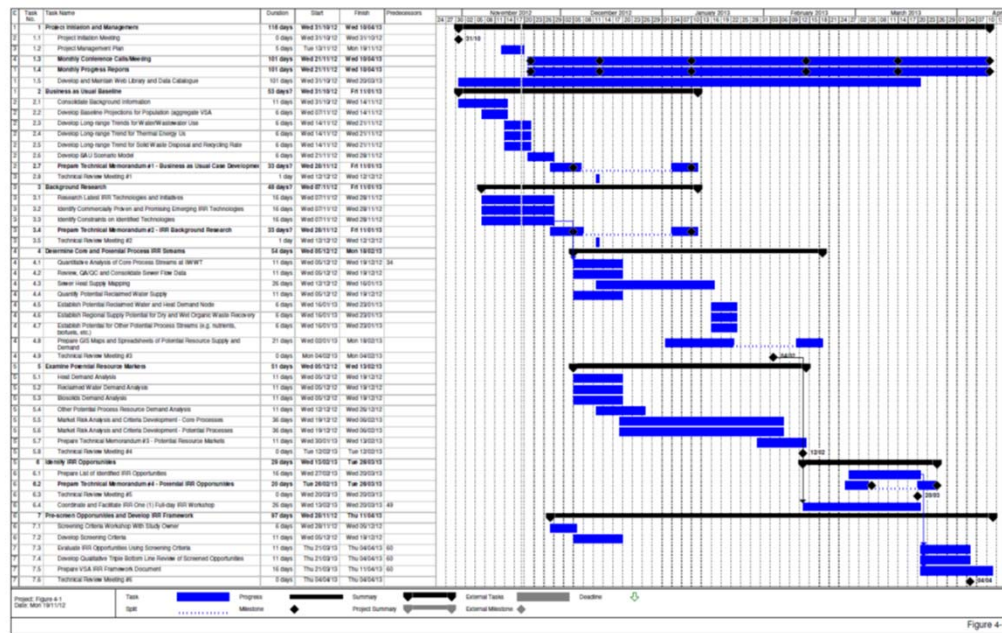 Task No. Task Name Duration Start Finish Predecessors
November 2012 December 2012 January 2013 February 2013 March 2013
1 Project Initiation and Management 118 days Wed 31/10/12 Wed 10/04/13
1.1 Project Initiation Meeting 0 days Wed 31/10/12 Wed 31/10/12 31/10
1.2 Project Management Plan 5 days Tue 13/11/12 Mon 19/11/12
1.3 Monthly Conference Calls/Meeting 101 days Wed 21/11/12 Wed 10/04/13
1.4 Monthly Progress Reports 101 days Wed 21/11/12 Wed 10/04/13
1.5 Develop and Maintain Web Library and Data Catalogue 101 days Wed 31/10/12 Wed 20/03/13
2 Business as Usual Baseline 53 days? Wed 31/10/12 Fri 11/01/13
2.1 Consolidate Background Information 11 days Wed 31/10/12 Wed 14/11/12
2.2 Develop Baseline Projections for Population (aggregate VSA 6 days Wed 07/11/12 Wed 14/11/12
2.3 Develop Long-range Trends for Water/Wastewater Use 6 days Wed 14/11/12 Wed 21/11/12
2.4 Develop Long-range Trend for Thermal Energy Us 6 days Wed 14/11/12 Wed 21/11/12
2.5 Develop Long-range Trend for Solid Waste Disposal and Recycling Rate 6 days Wed 14/11/12 Wed 21/11/12
2.6 Develop BAU Scenario Model 6 days Wed 21/11/12 Wed 28/11/12
2.7 Prepare Technical Memorandum #1 - Business as Usual Case Developmen 33 days? Wed 28/11/12 Fri 11/01/13
2.8 Technical Review Meeting #1 1 day Wed 12/12/12 Wed 12/12/12
3 Background Research 48 days? Wed 07/11/12 Fri 11/01/13
3.1 Research Latest IRR Technologies and Initiatives 16 days Wed 07/11/12 Wed 28/11/12
3.2 Identify Commercially Proven and Promising Emerging IRR Technologies 16 days Wed 07/11/12 Wed 28/11/12
3.3 Identify Constraints on Identified Technologies 16 days Wed 07/11/12 Wed 28/11/12
3.4 Prepare Technical Memorandum #2 - IRR Background Research 33 days? Wed 28/11/12 Fri 11/01/13
3.5 Technical Review Meeting #2 1 day Wed 12/12/12 Wed 12/12/12
4 Determine Core and Potential Process IRR Streams 54 days Wed 05/12/12 Mon 18/02/13
4.1 Quantitative Analysis of Core Process Streams at 11 days Wed 05/12/12 Wed 19/12/12
4.2 Review, QA/QC and Consolidate Sewer Flow Data 11 days Wed 05/12/12 Wed 19/12/12
4.3 Sewer Heat Supply Mapping 26 days Wed 12/12/12 Wed 16/01/13
4.4 Quantify Potential Reclaimed Water Supply 11 days Wed 05/12/12 Wed 19/12/12
4.5 Establish Potential Reclaimed Water and Heat Demand Node 6 days Wed 16/01/13 Wed 23/01/13
4.6 Establish Regional Supply Potential for Dry and Wet Organic Waste Recovery 6 days Wed 16/01/13 Wed 23/01/13
4.7 Establish Potential for Other Potential Process Streams (e.g. nutrients, biofuels, etc.) 6 days Wed 16/01/13 Wed 23/01/13
4.8 Prepare GIS Maps and Spreadsheets of Potential Resource Supply and Demand 31 days Wed 02/01/13 Mon 18/02/13
4.9 Technical Review Meeting #3 0 days Mon 04/02/13 Mon 04/02/13 04/02
5 Examine Potential Resource Markets 51 days Wed 05/12/12 Wed 13/02/13
5.1 Heat Demand Analysis 11 days Wed 05/12/12 Wed 19/12/12
5.2 Reclaimed Water Demand Analysis 11 days Wed 05/12/12 Wed 19/12/12
5.3 Biosolids Demand Analysis 11 days Wed 05/12/12 Wed 19/12/12
5.4 Other Potential Process Resource Demand Analysis 11 days Wed 12/12/12 Wed 26/12/12
5.5 Market Risk Analysis and Criteria Development - Core Processes 36 days Wed 19/12/12 Wed 06/02/13
5.6 Market Risk Analysis and Criteria Development - Potential Processes 36 days Wed 19/12/12 Wed 06/02/13
5.7 Prepare Technical Memorandum #3 - Potential Resource Markets 11 days Wed 30/01/13 Wed 13/02/13
5.8 Technical Review Meeting #4 0 days Tue 12/02/13 Tue 12/02/13 12/02
6 Identify IRR Opportunities 28 days Wed 13/02/13 Tue 26/03/13
6.1 Prepare List of Identified IRR Opportunities 16 days Wed 27/02/13 Wed 20/03/13
6.2 Prepare Technical Memorandum #4 - Potential IRR Opportunities 20 days Tue 26/02/13 Tue 26/03/13
6.3 Technical Review Meeting #5 0 days Wed 20/03/13 Wed 20/03/13 20/03
6.4 Coordinate and Facilitate IRR One (1) Full-day IRR Workshop 26 days Wed 13/02/13 Wed 20/03/13 49
7 Pre-screen Opportunities and Develop IRR Framework 97 days Wed 28/11/12 Thu 11/04/13
7.1 Screening Criteria Workshop With Study Owner 6 days Wed 28/11/12 Wed 05/12/12
7.2 Develop Screening Criteria 11 days Wed 05/12/12 Wed 19/12/12
7.3 Evaluate IRR Opportunities Using Screening Criteria 11 days Thu 21/03/13 Thu 04/04/13 60
7.4 Develop Qualitative Triple Bottom Line Review of Screened Opportunities 11 days Thu 21/03/13 Thu 04/04/13 60
7.5 Prepare VSA IRR Framework Document 16 days Thu 21/03/13 Thu 11/04/13 60
7.6 Technical Review Meeting #6 0 days Thu 04/04/13 Thu 04/04/13 04/04
Project: Figure 4-1
Date: Mon 19/11/12
Task Progress Summary External Tasks Deadline
Split Milestone Project Summary External Milestone
Figure 4-